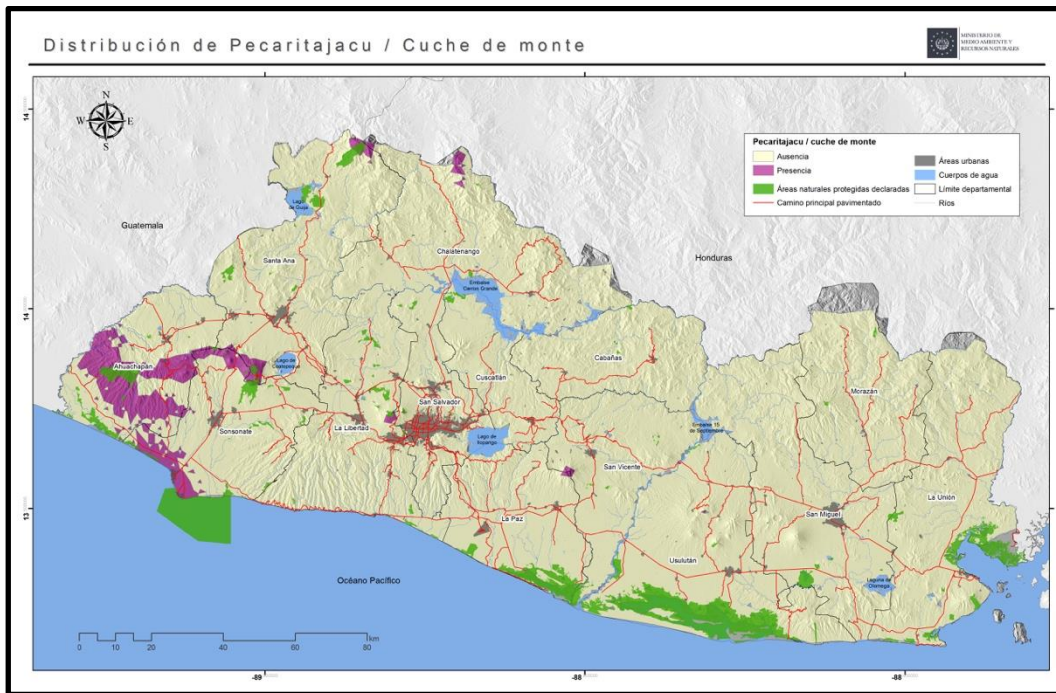 Distribución de Pecaritajacu / Cuche de monte
MINISTERIO DE
MEDIO AMBIENTE Y
RECURSOS NATURALES
N
W E
S
Pecaritajacu / cuche de monte
Ausencia
Presencia
Áreas naturales protegidas declaradas
Camino principal pavimentado
Áreas urbanas
Cuerpos de agua
Límite departamental
Ríos
Guatemala
Honduras
Lago
de Güija
Santa Ana
Chalatenango
Embalse
Cerron Grande
Ahuachapán
Lago de
Coatepeque
Cabañas
Cuscatlán
Morazán
San Salvador
Sonsonate
La Libertad
Lago de
Ilopango
Embalse 15
de Septiembre
San Vicente
La Unión
La Paz
San Miguel
Usulután
Laguna de
Olomega
Océano Pacífico
0 10 20 40 60 80
km
14
14
13
-89
-88
-88